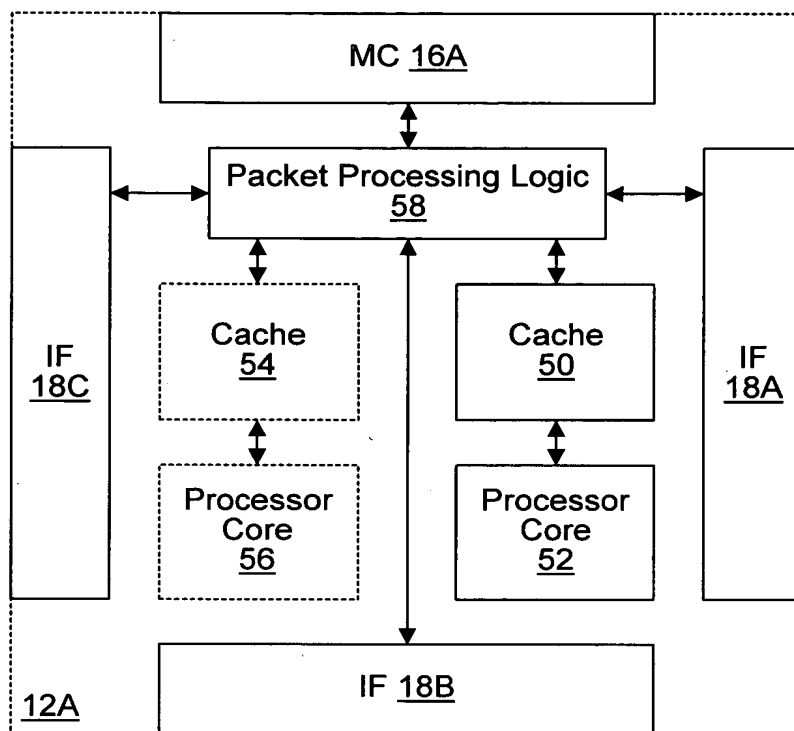 MC 16A
Packet Processing Logic
58
IF
18C
Cache
54
Cache
50
IF
18A
Processor
Core
56
Processor
Core
52
IF 18B
12A